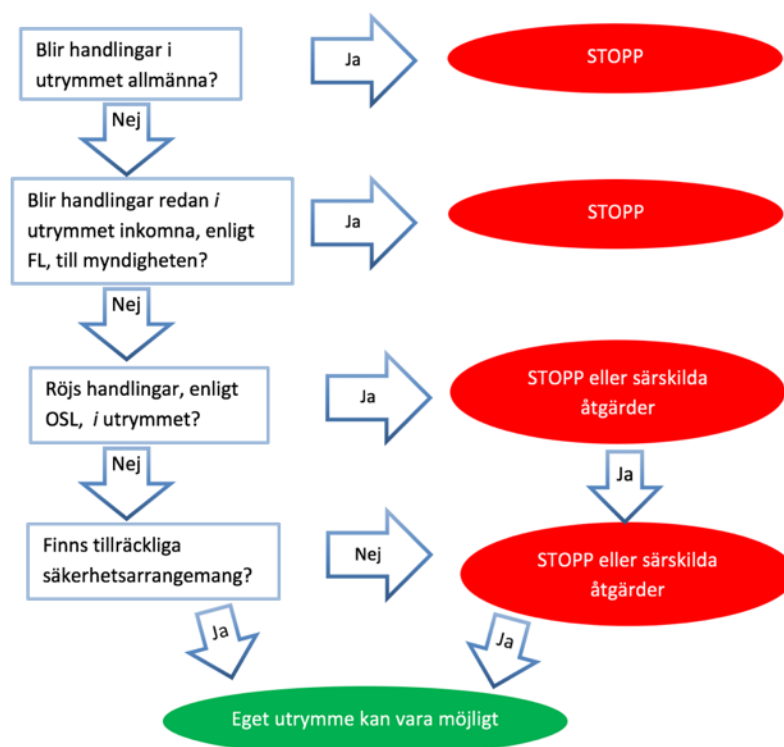 Blir handlingar i
utrymmet allmänna?
Ja
STOPP
Nej
Blir handlingar redan i
utrymmet inkomna, enligt
FL, till myndigheten?
Ja
STOPP
Nej
Röjs handlingar, enligt
OSL, i utrymmet?
Ja
STOPP eller särskilda
åtgärder
Nej
Ja
Finns tillräckliga
säkerhetsarrangemang?
Nej
STOPP eller särskilda
åtgärder
Ja
Ja
Eget utrymme kan vara möjligt